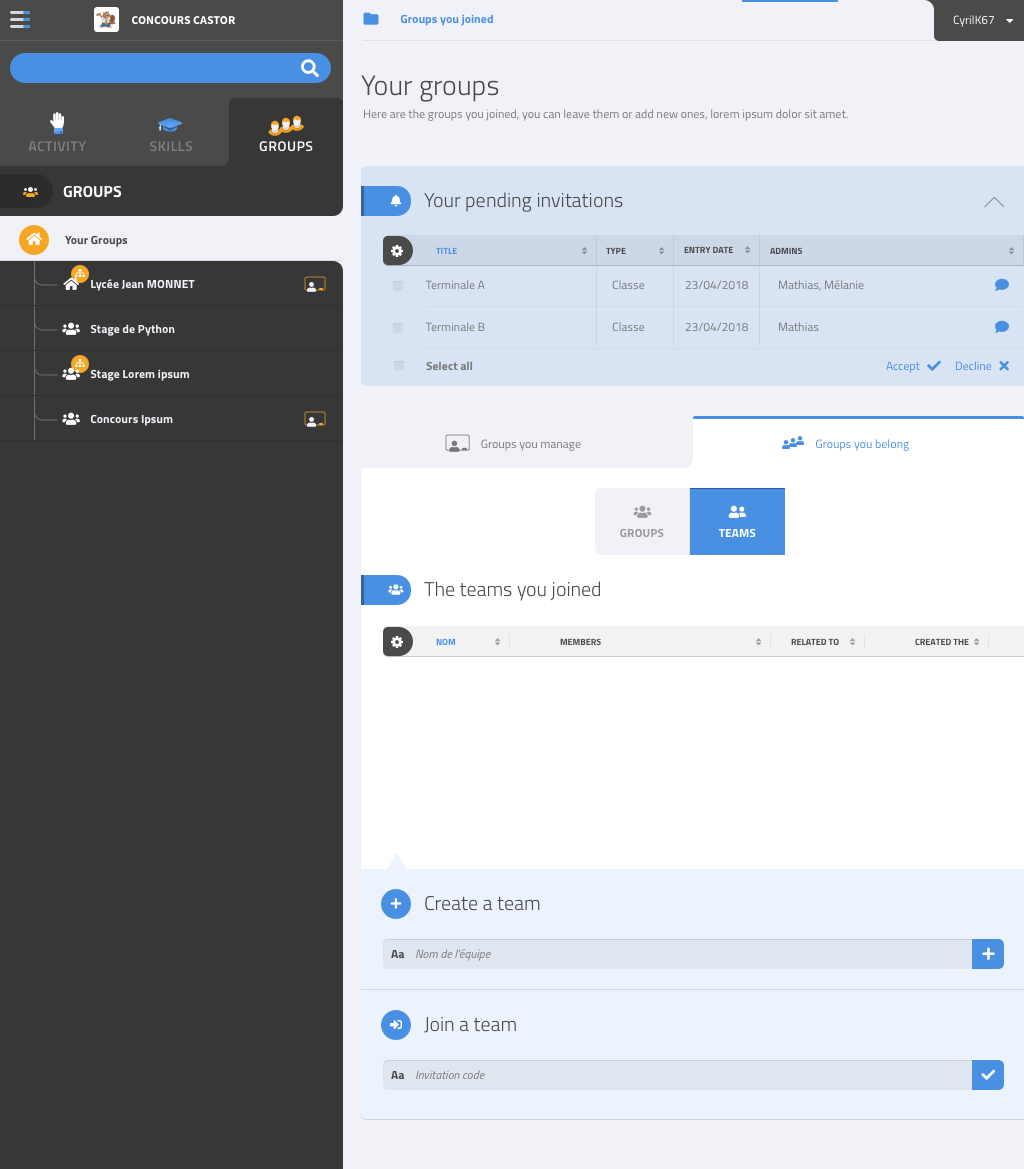 CONCOURS CASTOR
Groups you joined
CyrilK67
ACTIVITY
SKILLS
GROUPS
GROUPS
Your Groups
Lycée Jean MONNET
Stage de Python
Stage Lorem ipsum
Concours Ipsum
Your groups
Here are the groups you joined, you can leave them or add new ones, lorem ipsum dolor sit amet.
Your pending invitations
TITLE TYPE ENTRY DATE ADMINS
Terminale A Classe 23/04/2018 Mathias, Mélanie
Terminale B Classe 23/04/2018 Mathias
Select all Accept Decline
Groups you manage
Groups you belong
GROUPS
TEAMS
The teams you joined
NOM MEMBERS RELATED TO CREATED THE
Create a team
Aa Nom de l'équipe
Join a team
Aa Invitation code